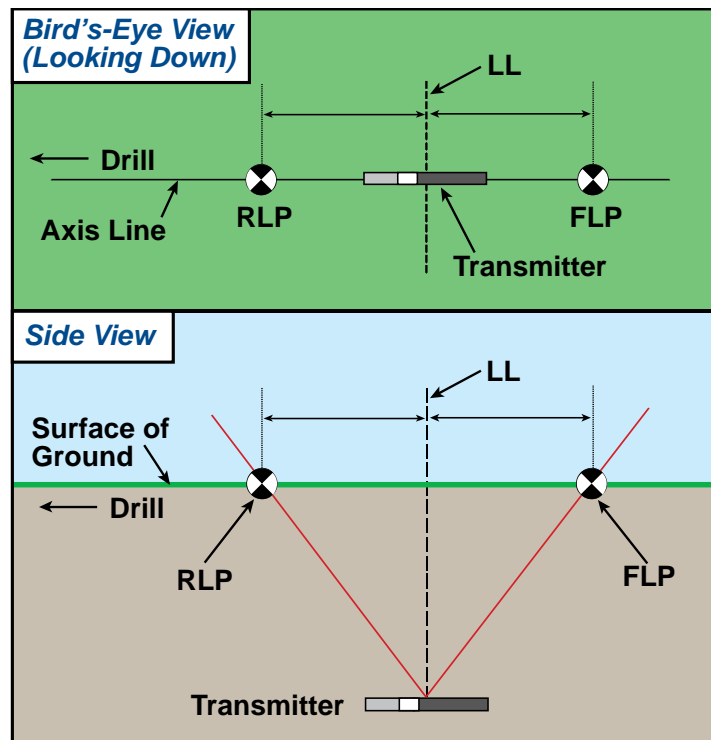 Bird's-Eye View
(Looking Down)
LL
Drill
RLP
FLP
Axis Line
Transmitter
Side View
LL
Surface of
Ground
Drill
RLP
FLP
Transmitter